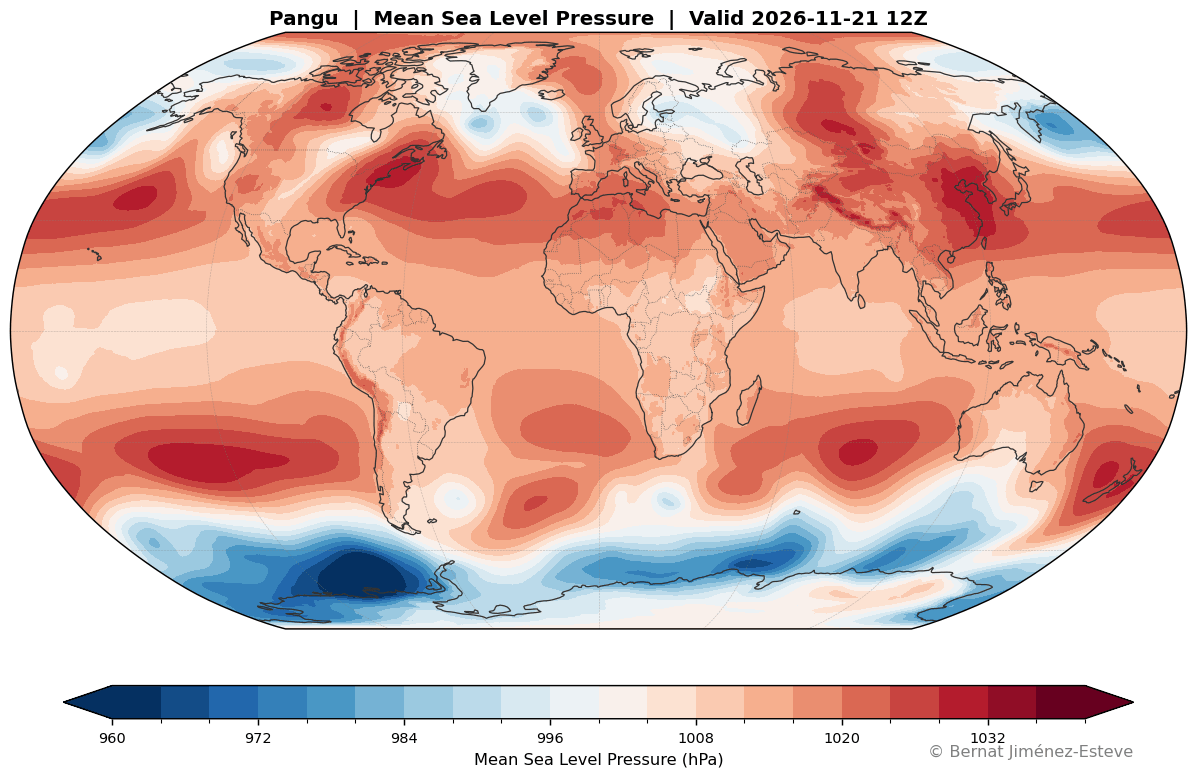 Pangu | Mean Sea Level Pressure | Valid 2026-11-21 12Z
960 972 984 996 1008 1020 1032
Mean Sea Level Pressure (hPa)
© Bernat Jiménez-Esteve